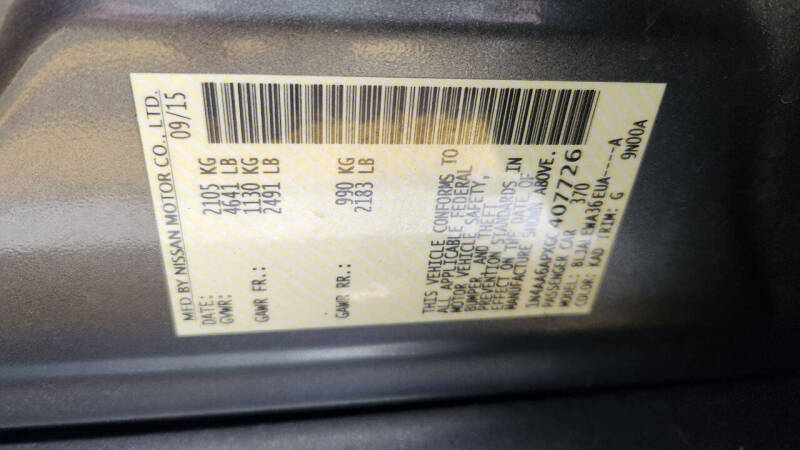 MFD BY NISSAN MOTOR CO., LTD.
DATE: 09/15
GVWR: 2105 KG
4641 LB
GAWR FR.: 1130 KG
2491 LB
GAWR RR.: 990 KG
2183 LB
THIS VEHICLE CONFORMS TO
ALL APPLICABLE FEDERAL
MOTOR VEHICLE SAFETY,
BUMPER AND THEFT
PREVENTION STANDARDS IN
EFFECT ON THE DATE OF
MANUFACTURE SHOWN ABOVE.
1N4AA6APXGC407726
PASSENGER CAR 370
MODEL: EUA----A
COLOR: KAD TRIM: G 9N00A